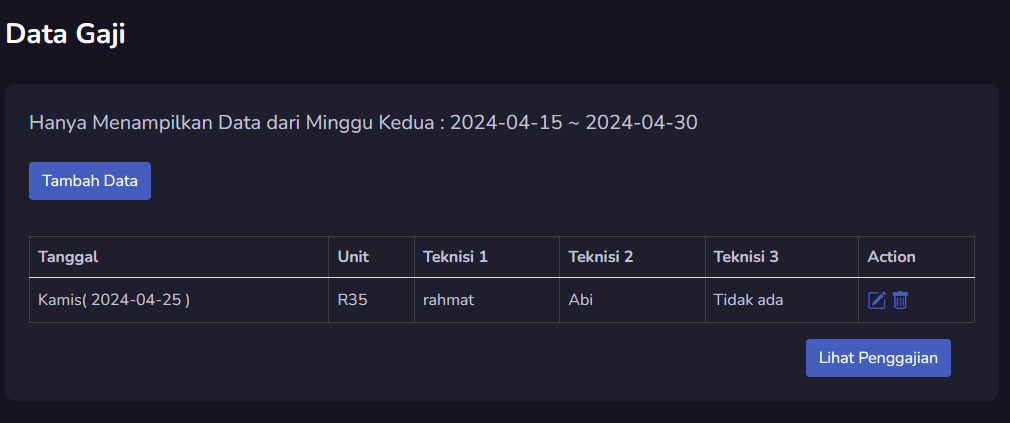 Data Gaji
Hanya Menampilkan Data dari Minggu Kedua : 2024-04-15 ~ 2024-04-30
Tambah Data
Tanggal Unit Teknisi 1 Teknisi 2 Teknisi 3 Action
Kamis( 2024-04-25 ) R35 rahmat Abi Tidak ada
Lihat Penggajian